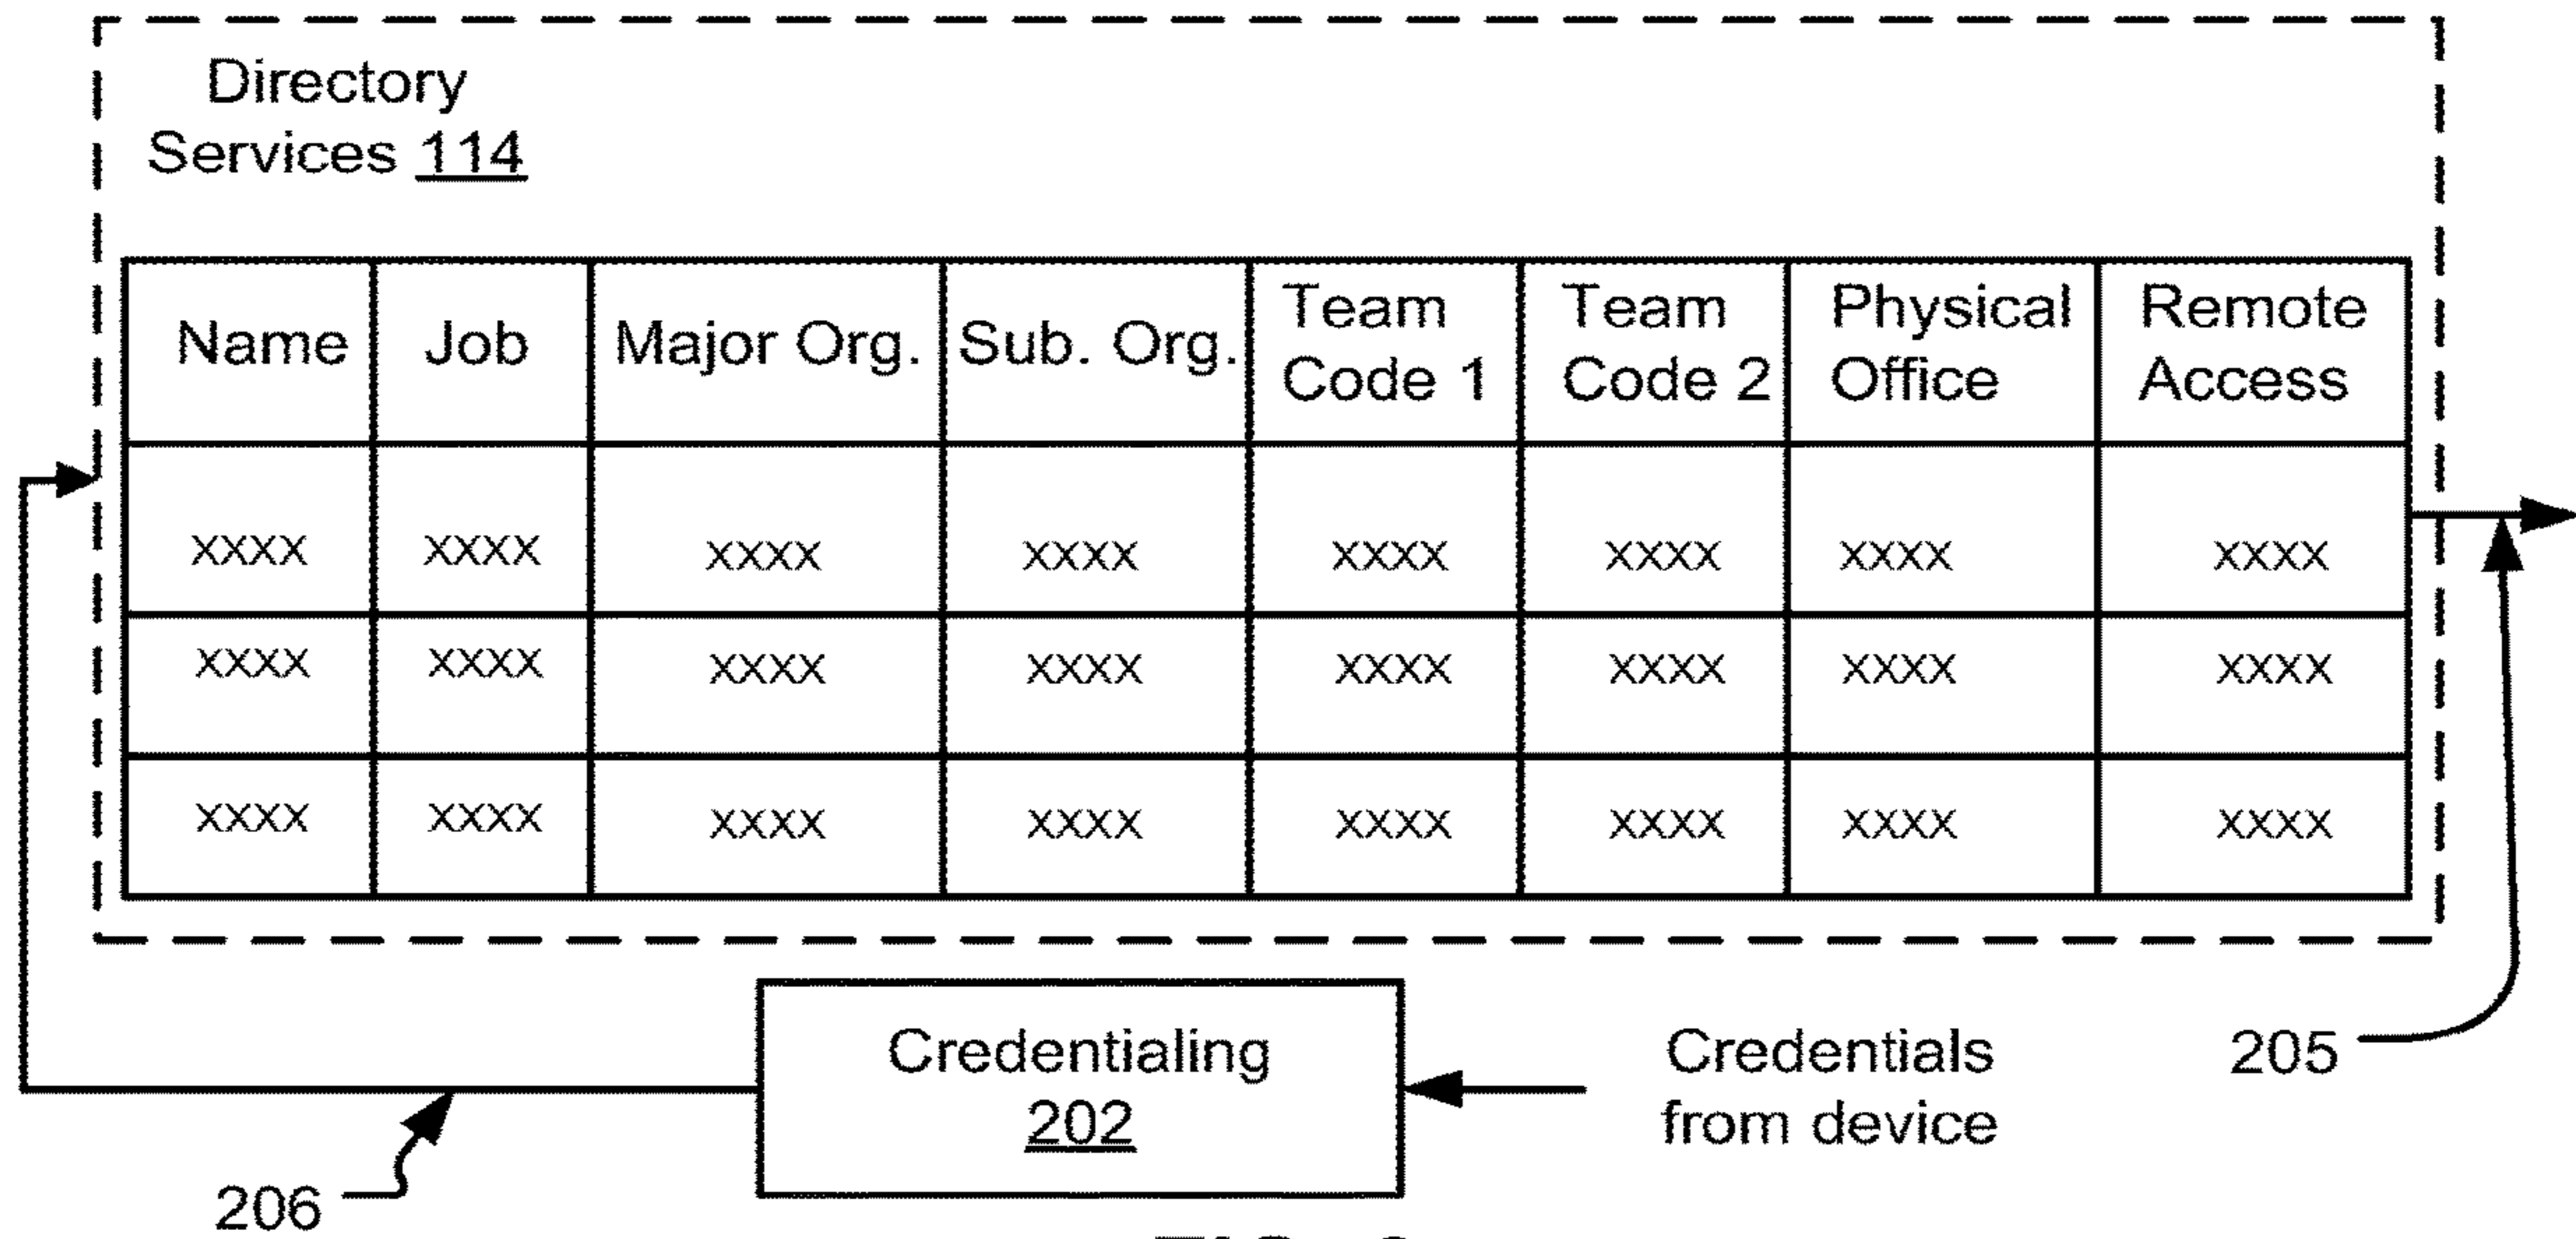 Directory
Services 114
Name Job Major Org. Sub. Org. Team Code 1 Team Code 2 Physical Office Remote Access
xxxx xxxx xxxx xxxx xxxx xxxx xxxx xxxx
xxxx xxxx xxxx xxxx xxxx xxxx xxxx xxxx
xxxx xxxx xxxx xxxx xxxx xxxx xxxx xxxx
Credentialing
202
Credentials
from device
205
206